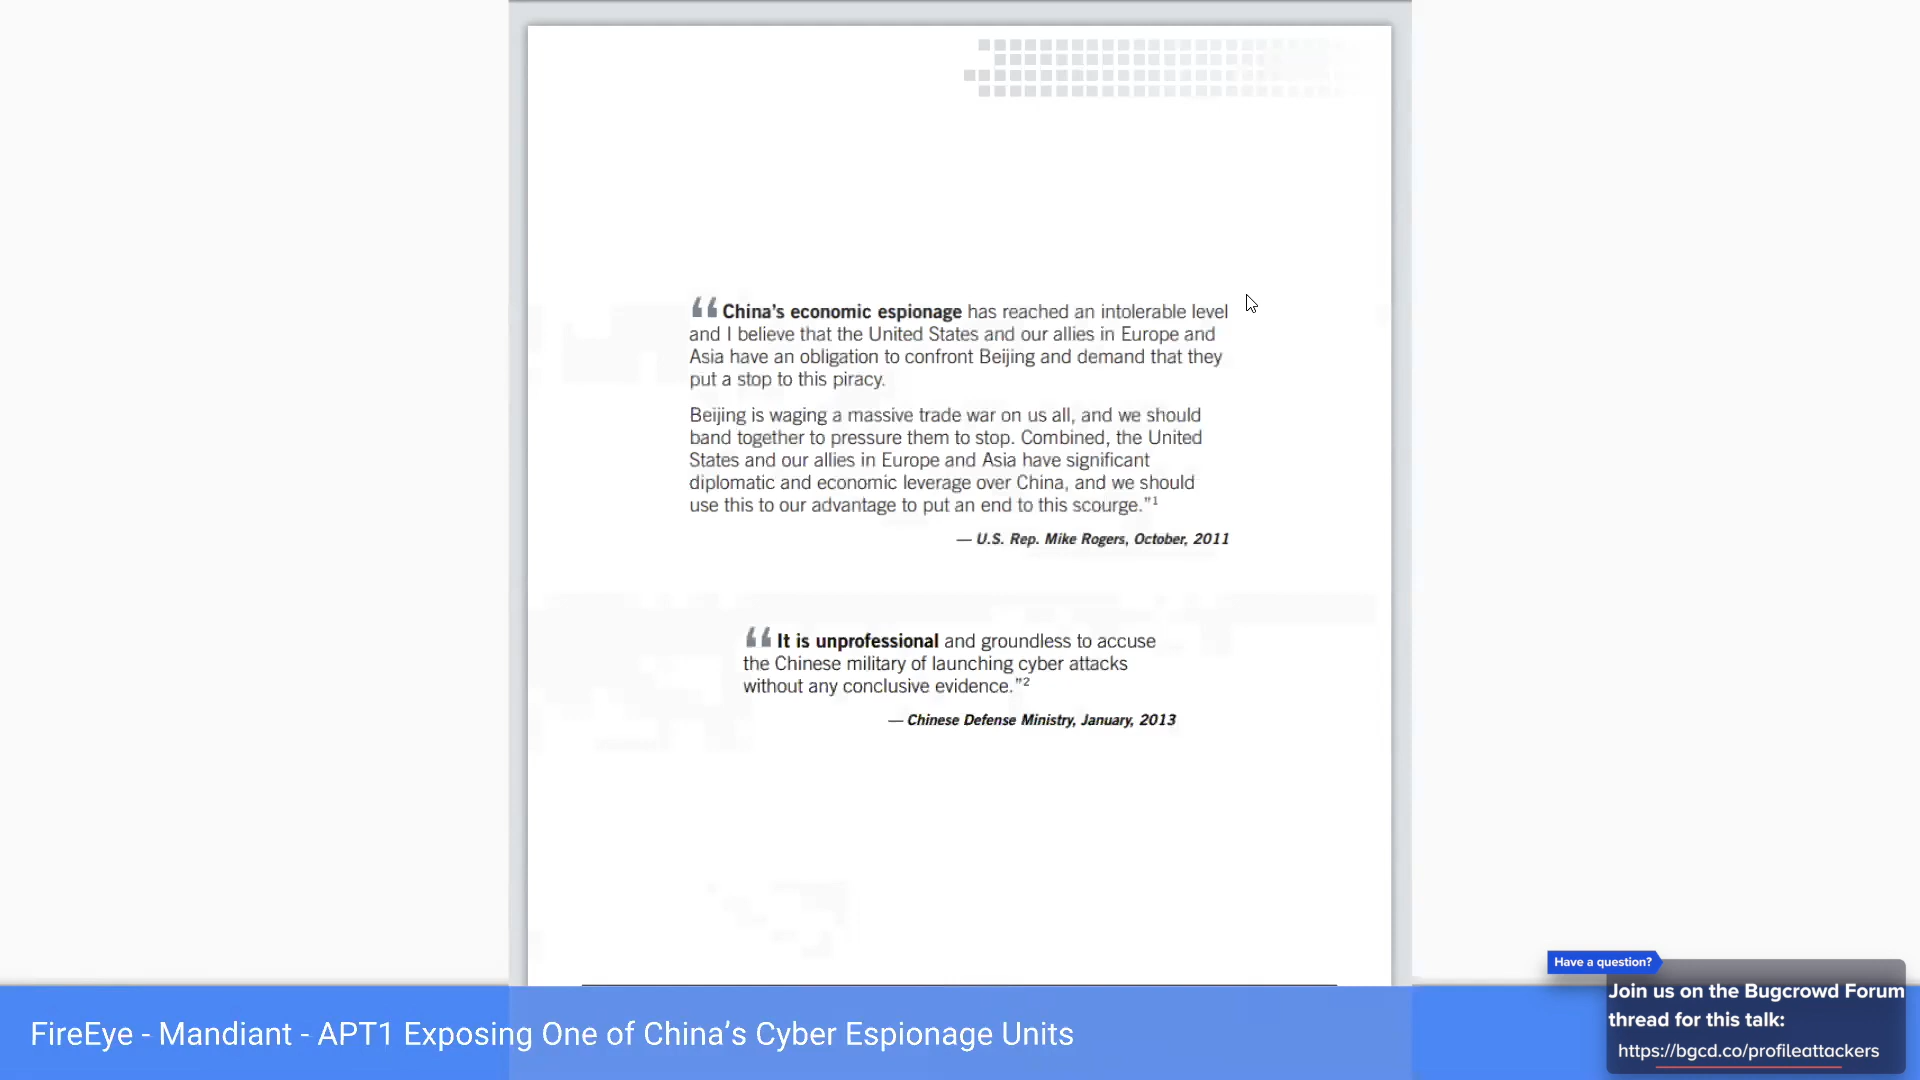 “China’s economic espionage has reached an intolerable level
and I believe that the United States and our allies in Europe and
Asia have an obligation to confront Beijing and demand that they
put a stop to this piracy.
Beijing is waging a massive trade war on us all, and we should
band together to pressure them to stop. Combined, the United
States and our allies in Europe and Asia have significant
diplomatic and economic leverage over China, and we should
use this to our advantage to put an end to this scourge.”¹
— U.S. Rep. Mike Rogers, October, 2011
“It is unprofessional and groundless to accuse
the Chinese military of launching cyber attacks
without any conclusive evidence.”²
— Chinese Defense Ministry, January, 2013
FireEye - Mandiant - APT1 Exposing One of China’s Cyber Espionage Units
Have a question?
Join us on the Bugcrowd Forum
thread for this talk:
https://bgcd.co/profileattackers